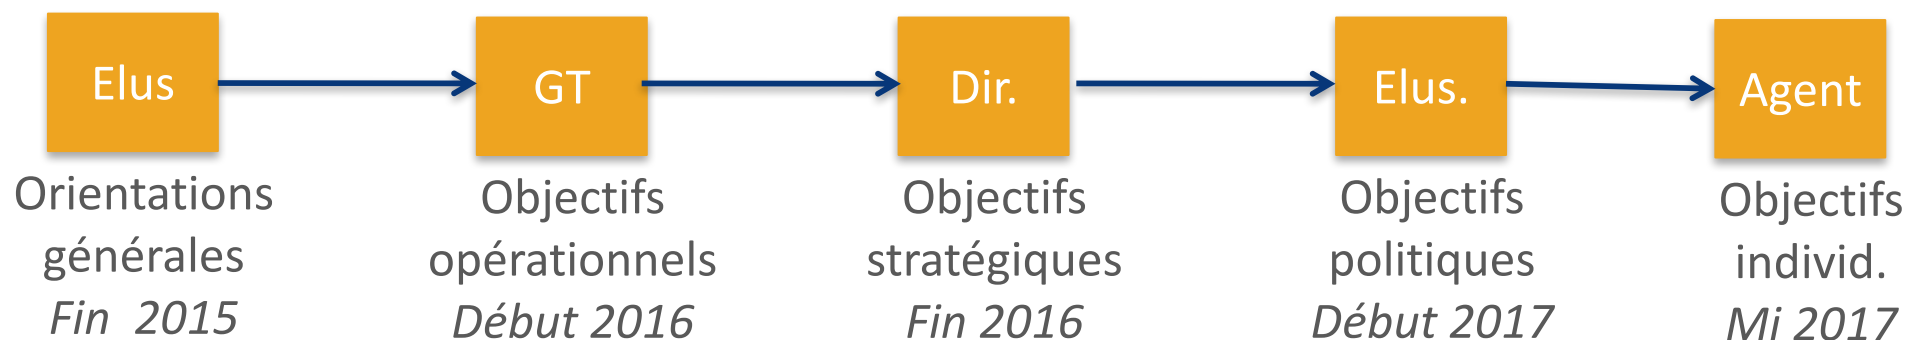 Elus
GT
Dir.
Elus.
Agent
Orientations
générales
Fin 2015
Objectifs
opérationnels
Début 2016
Objectifs
stratégiques
Fin 2016
Objectifs
politiques
Début 2017
Objectifs
individ.
Mi 2017